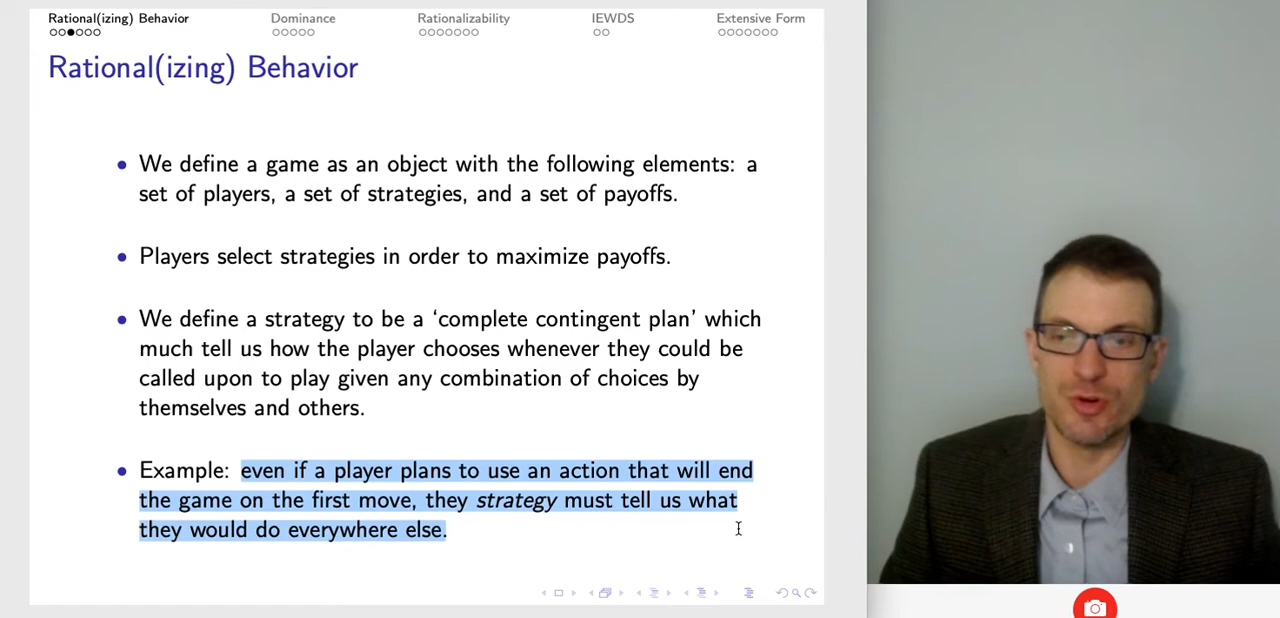 Rational(izing) Behavior Dominance Rationalizability IEWDS Extensive Form
Rational(izing) Behavior
• We define a game as an object with the following elements: a
set of players, a set of strategies, and a set of payoffs.
• Players select strategies in order to maximize payoffs.
• We define a strategy to be a ‘complete contingent plan’ which
much tell us how the player chooses whenever they could be
called upon to play given any combination of choices by
themselves and others.
• Example: even if a player plans to use an action that will end
the game on the first move, they strategy must tell us what
they would do everywhere else.